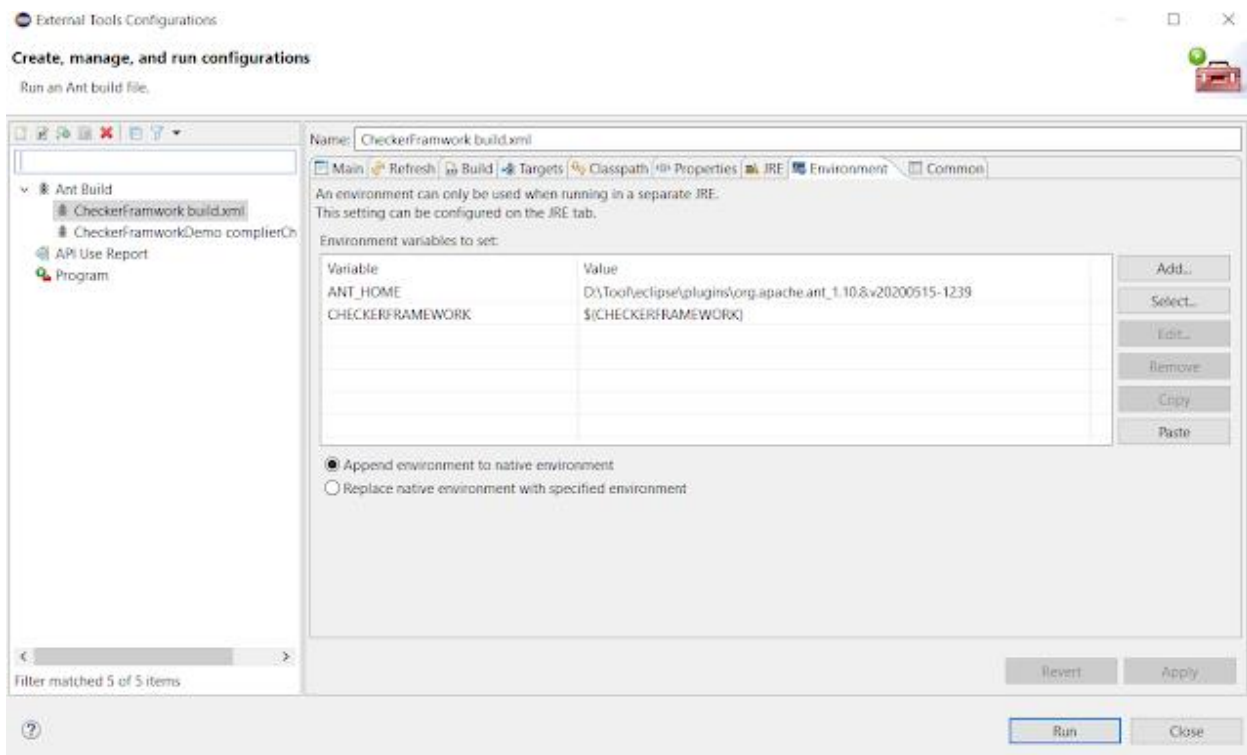 External Tools Configurations
Create, manage, and run configurations
Run an Ant build file.
Name: CheckerFramwork build.xml
Main Refresh Build Targets Classpath Properties JRE Environment Common
Ant Build
CheckerFramwork build.xml
CheckerFramworkDemo complierCh
API Use Report
Program
An environment can only be used when running in a separate JRE.
This setting can be configured on the JRE tab.
Environment variables to set:
Variable Value
ANT_HOME D:\Tool\eclipse\plugins\org.apache.ant_1.10.8.v20200515-1239
CHECKERFRAMEWORK ${CHECKERFRAMEWORK}
Add...
Select...
Edit...
Remove
Copy
Paste
Append environment to native environment
Replace native environment with specified environment
Filter matched 5 of 5 items
Revert Apply
Run Close